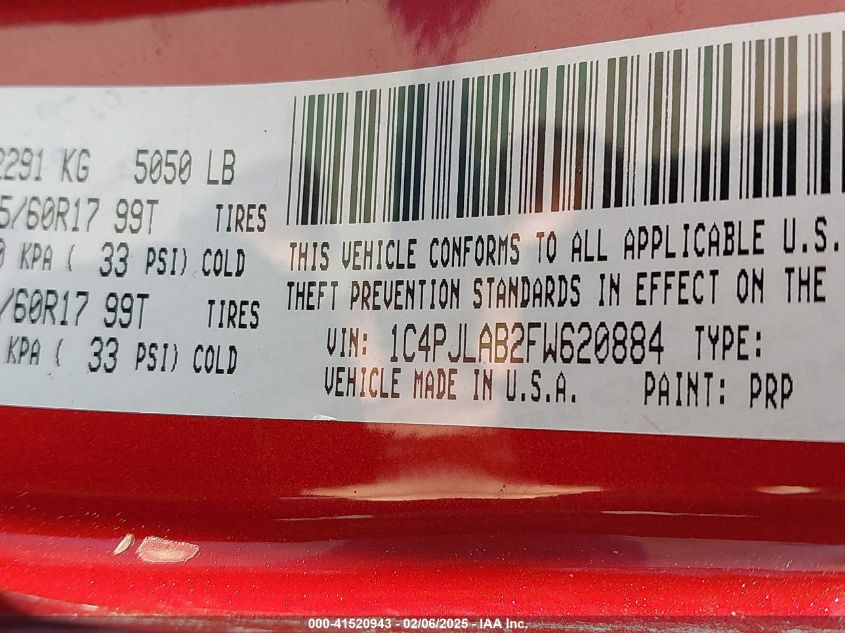 2291 KG 5050 LB
5/60R17 99T TIRES
0 KPA ( 33 PSI) COLD
/60R17 99T TIRES
KPA ( 33 PSI) COLD
THIS VEHICLE CONFORMS TO ALL APPLICABLE U.S.
THEFT PREVENTION STANDARDS IN EFFECT ON THE
VIN: 1C4PJLAB2FW620884 TYPE:
VEHICLE MADE IN U.S.A. PAINT: PRP
000-41520943 - 02/06/2025 - IAA Inc.